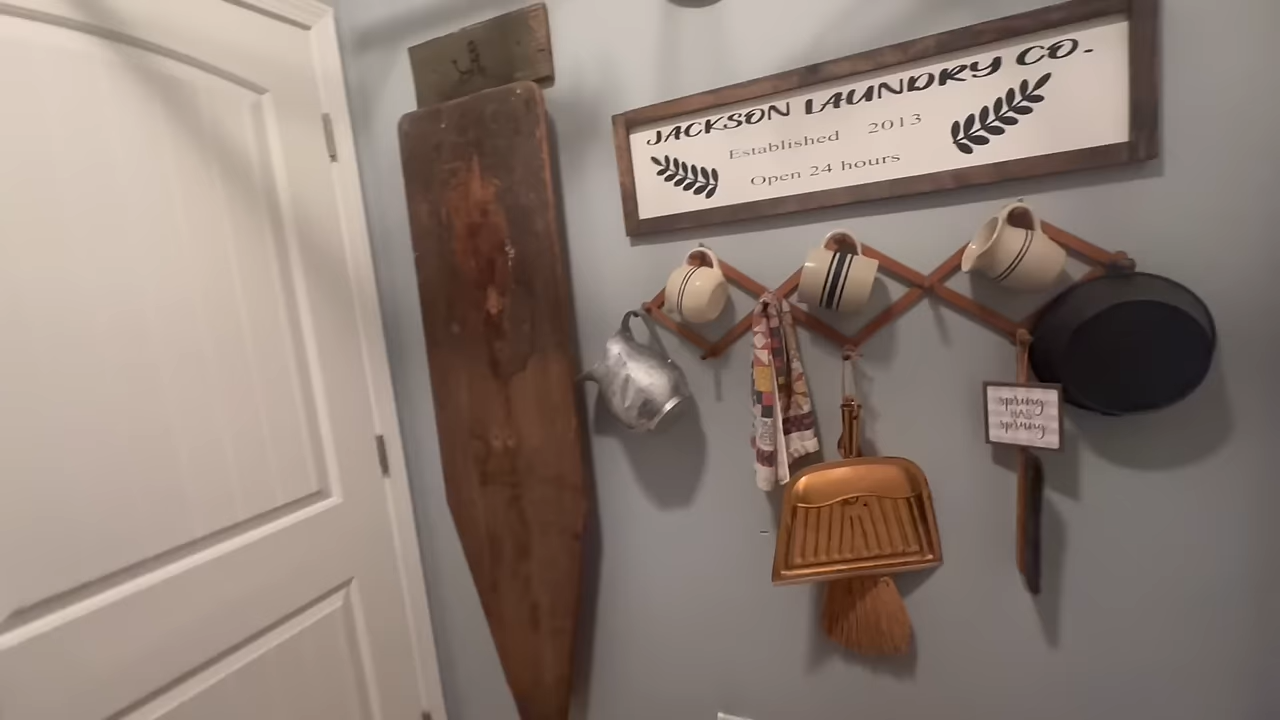 JACKSON LAUNDRY CO.
Established 2013
Open 24 hours
spring
HAS
sprung